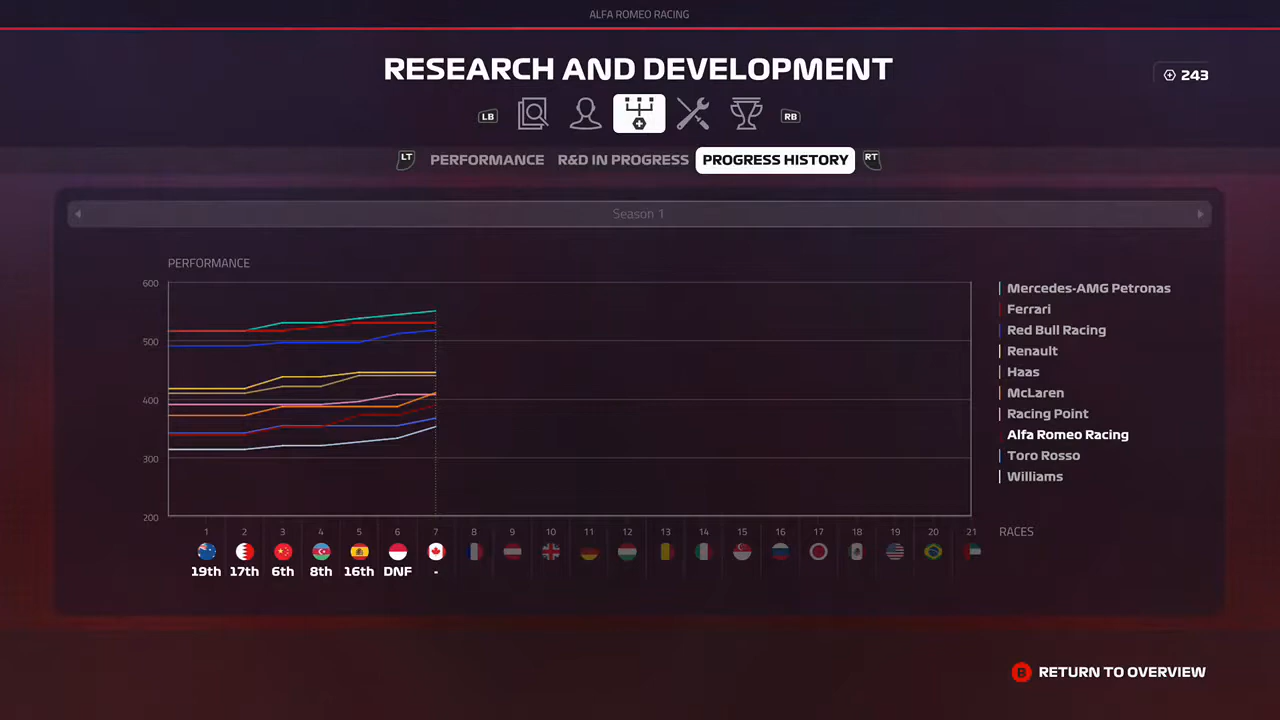 ALFA ROMEO RACING
RESEARCH AND DEVELOPMENT
243
LB
RB
LT PERFORMANCE R&D IN PROGRESS PROGRESS HISTORY RT
Season 1
PERFORMANCE
600
500
400
300
200
Mercedes-AMG Petronas
Ferrari
Red Bull Racing
Renault
Haas
McLaren
Racing Point
Alfa Romeo Racing
Toro Rosso
Williams
1 2 3 4 5 6 7 8 9 10 11 12 13 14 15 16 17 18 19 20 21 RACES
19th 17th 6th 8th 16th DNF -
B RETURN TO OVERVIEW